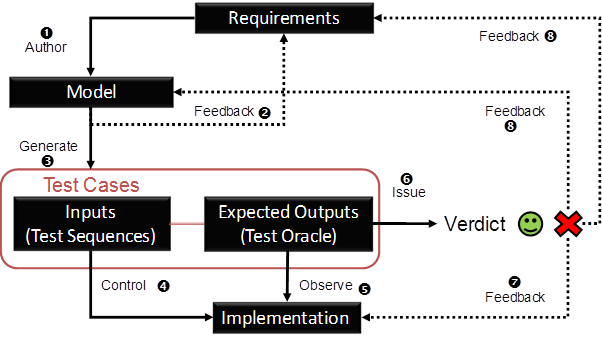 Requirements
❶
Author
Feedback ❽
Model
Feedback ❷
Feedback
❽
Generate
❸
Test Cases
❻
Issue
Inputs
(Test Sequences)
Expected Outputs
(Test Oracle)
Verdict
Control ❹
Observe ❺
❼
Feedback
Implementation